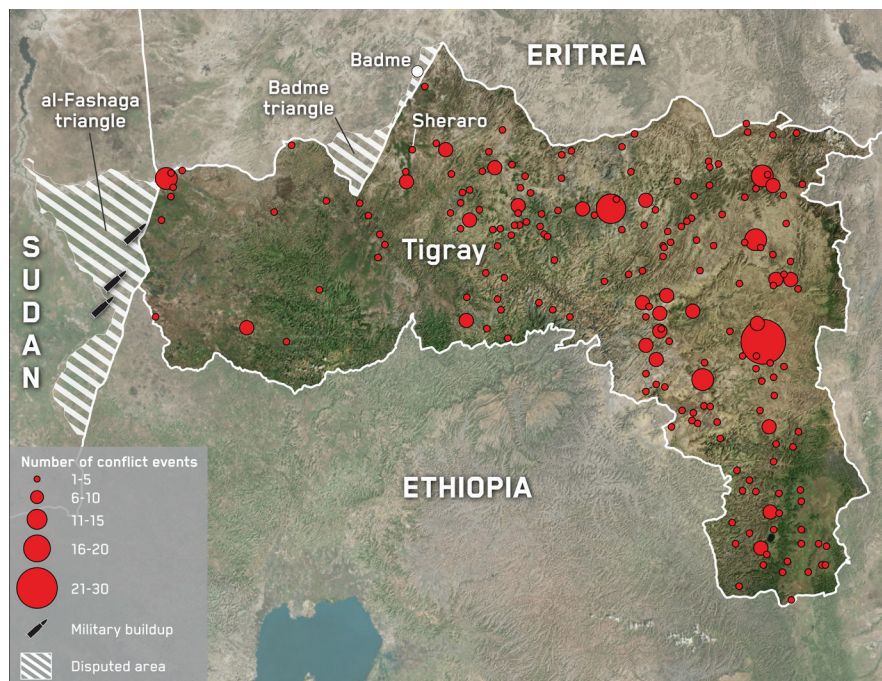 Badme
ERITREA
al-Fashaga
triangle
Badme
triangle
Sheraro
SUDAN
Tigray
ETHIOPIA
Number of conflict events
1-5
6-10
11-15
16-20
21-30
Military buildup
Disputed area